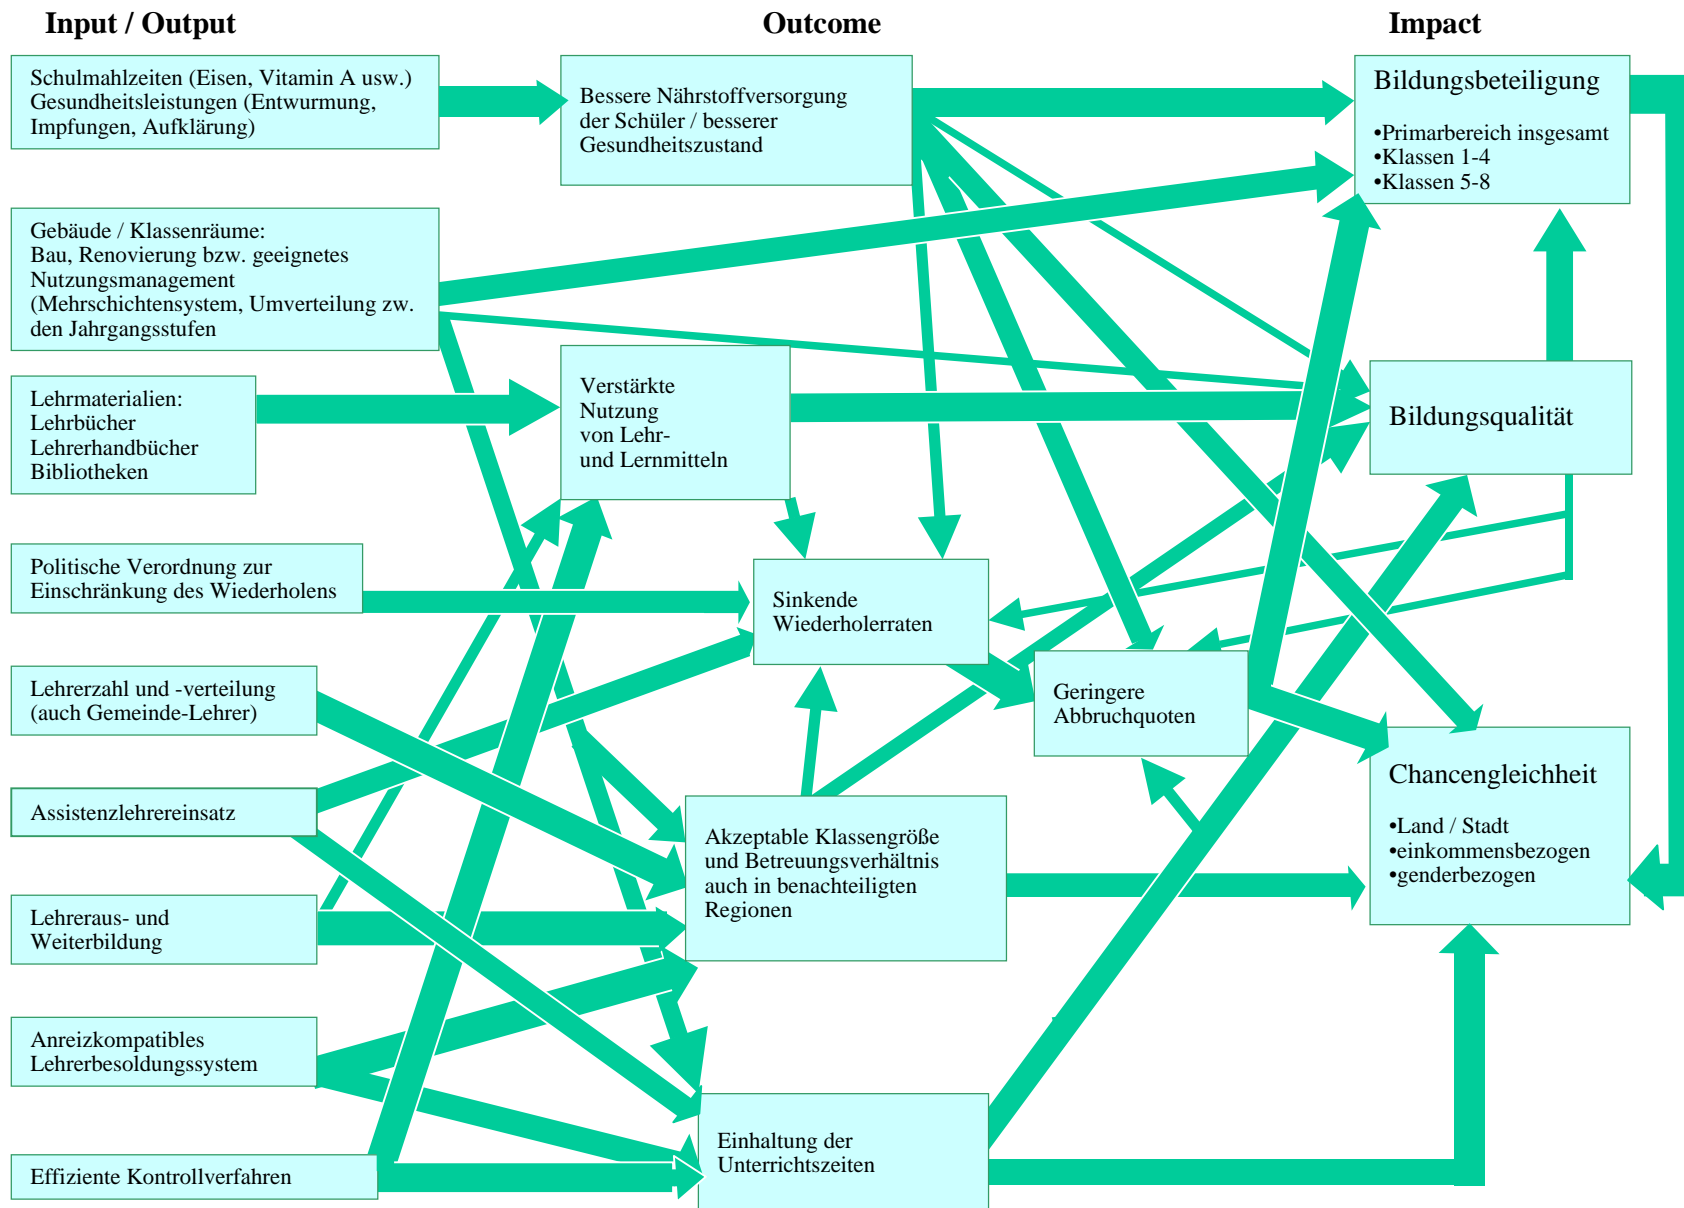 Input / Output
Outcome
Impact
Schulmahlzeiten (Eisen, Vitamin A usw.)
Gesundheitsleistungen (Entwurmung,
Impfungen, Aufklärung)
Bessere Nährstoffversorgung
der Schüler / besserer
Gesundheitszustand
Bildungsbeteiligung
•Primarbereich insgesamt
•Klassen 1-4
•Klassen 5-8
Gebäude / Klassenräume:
Bau, Renovierung bzw. geeignetes
Nutzungsmanagement
(Mehrschichtensystem, Umverteilung zw.
den Jahrgangsstufen
Lehrmaterialien:
Lehrbücher
Lehrerhandbücher
Bibliotheken
Verstärkte
Nutzung
von Lehr-
und Lernmitteln
Bildungsqualität
Politische Verordnung zur
Einschränkung des Wiederholens
Sinkende
Wiederholerraten
Lehrerzahl und -verteilung
(auch Gemeinde-Lehrer)
Geringere
Abbruchquoten
Assistenzlehrereinsatz
Akzeptable Klassengröße
und Betreuungsverhältnis
auch in benachteiligten
Regionen
Chancengleichheit
•Land / Stadt
•einkommensbezogen
•genderbezogen
Lehreraus- und
Weiterbildung
Anreizkompatibles
Lehrerbesoldungssystem
Einhaltung der
Unterrichtszeiten
Effiziente Kontrollverfahren